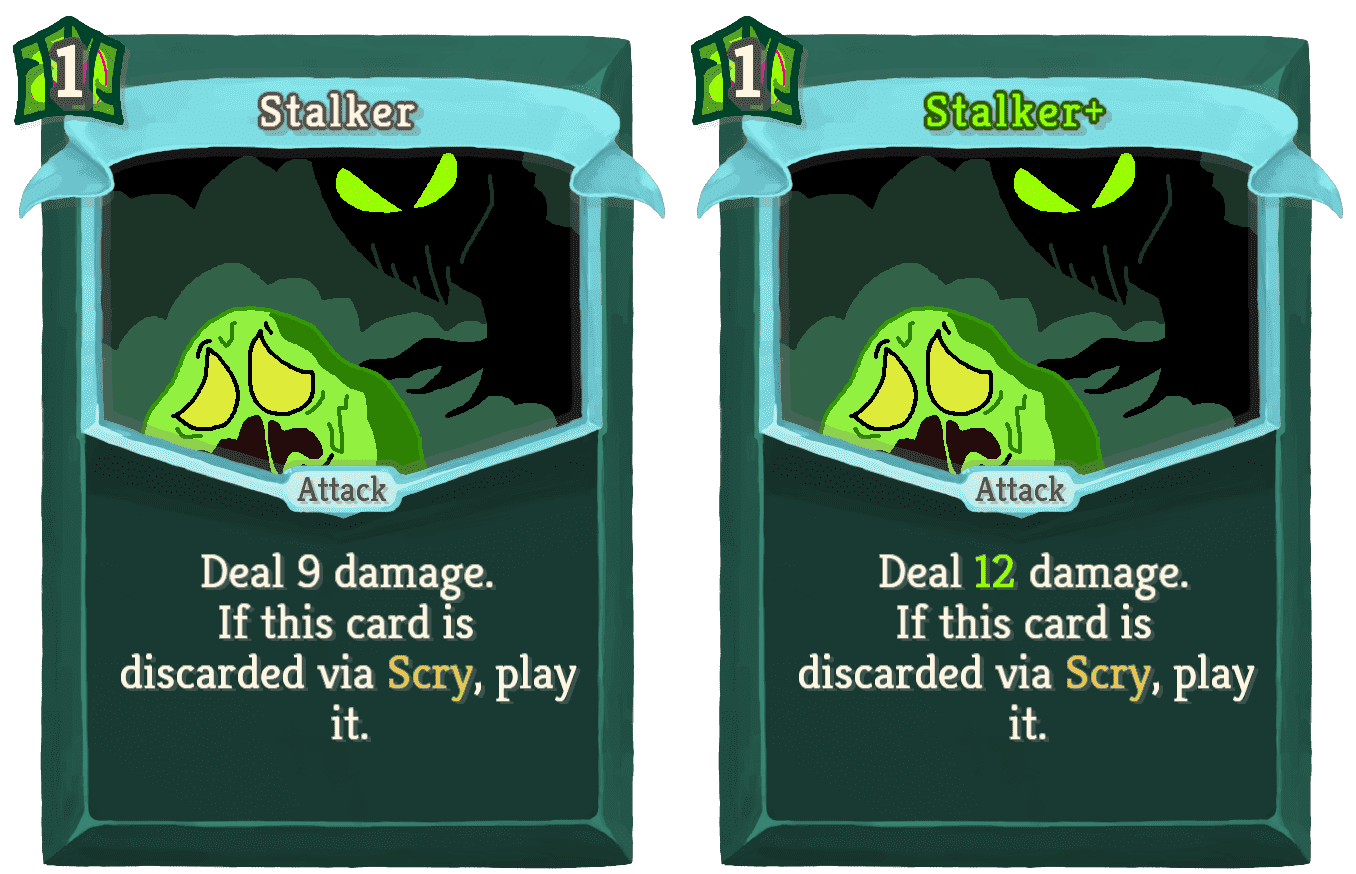 1
Stalker
Attack
Deal 9 damage.
If this card is
discarded via Scry, play
it.
1
Stalker+
Attack
Deal 12 damage.
If this card is
discarded via Scry, play
it.